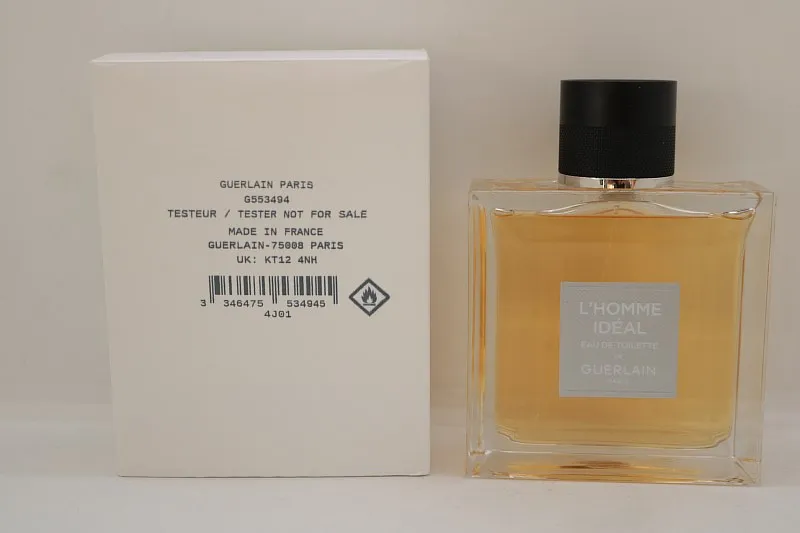 GUERLAIN PARIS
G553494
TESTEUR / TESTER NOT FOR SALE
MADE IN FRANCE
GUERLAIN-75008 PARIS
UK: KT12 4NH
3 346475 534945
4J01
L'HOMME
IDÉAL
EAU DE TOILETTE
DE
GUERLAIN
PARIS